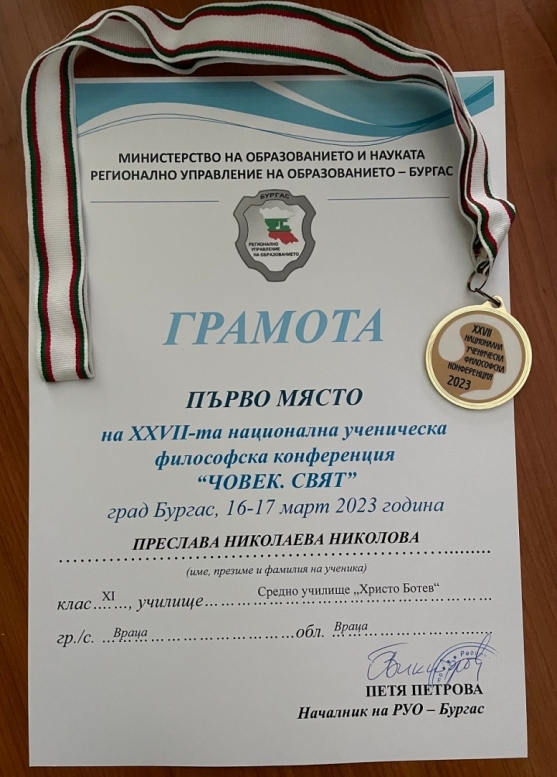 МИНИСТЕРСТВО НА ОБРАЗОВАНИЕТО И НАУКАТА
РЕГИОНАЛНО УПРАВЛЕНИЕ НА ОБРАЗОВАНИЕТО – БУРГАС
БУРГАС
РЕГИОНАЛНО
УПРАВЛЕНИЕ
НА ОБРАЗОВАНИЕТО
ГРАМОТА
XXVII
НАЦИОНАЛНА
УЧЕНИЧЕСКА
ФИЛОСОФСКА
КОНФЕРЕНЦИЯ
2023
ПЪРВО МЯСТО
на XXVII-та национална ученическа
философска конференция
“ЧОВЕК. СВЯТ”
град Бургас, 16-17 март 2023 година
ПРЕСЛАВА НИКОЛАЕВА НИКОЛОВА
(име, презиме и фамилия на ученика)
клас XI, училище Средно училище „Христо Ботев“
гр./с. Враца обл. Враца
ПЕТЯ ПЕТРОВА
Началник на РУО – Бургас